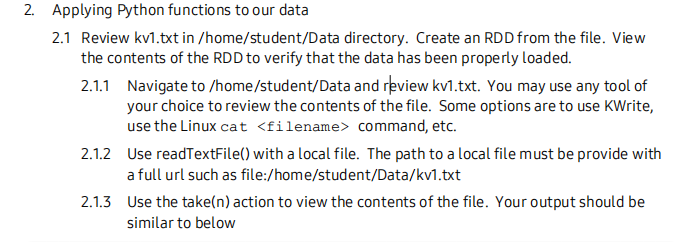 2. Applying Python functions to our data
2.1 Review kv1.txt in /home/student/Data directory. Create an RDD from the file. View
the contents of the RDD to verify that the data has been properly loaded.
2.1.1 Navigate to /home/student/Data and review kv1.txt. You may use any tool of
your choice to review the contents of the file. Some options are to use KWrite,
use the Linux cat <filename> command, etc.
2.1.2 Use readTextFile() with a local file. The path to a local file must be provide with
a full url such as file:/home/student/Data/kv1.txt
2.1.3 Use the take(n) action to view the contents of the file. Your output should be
similar to below